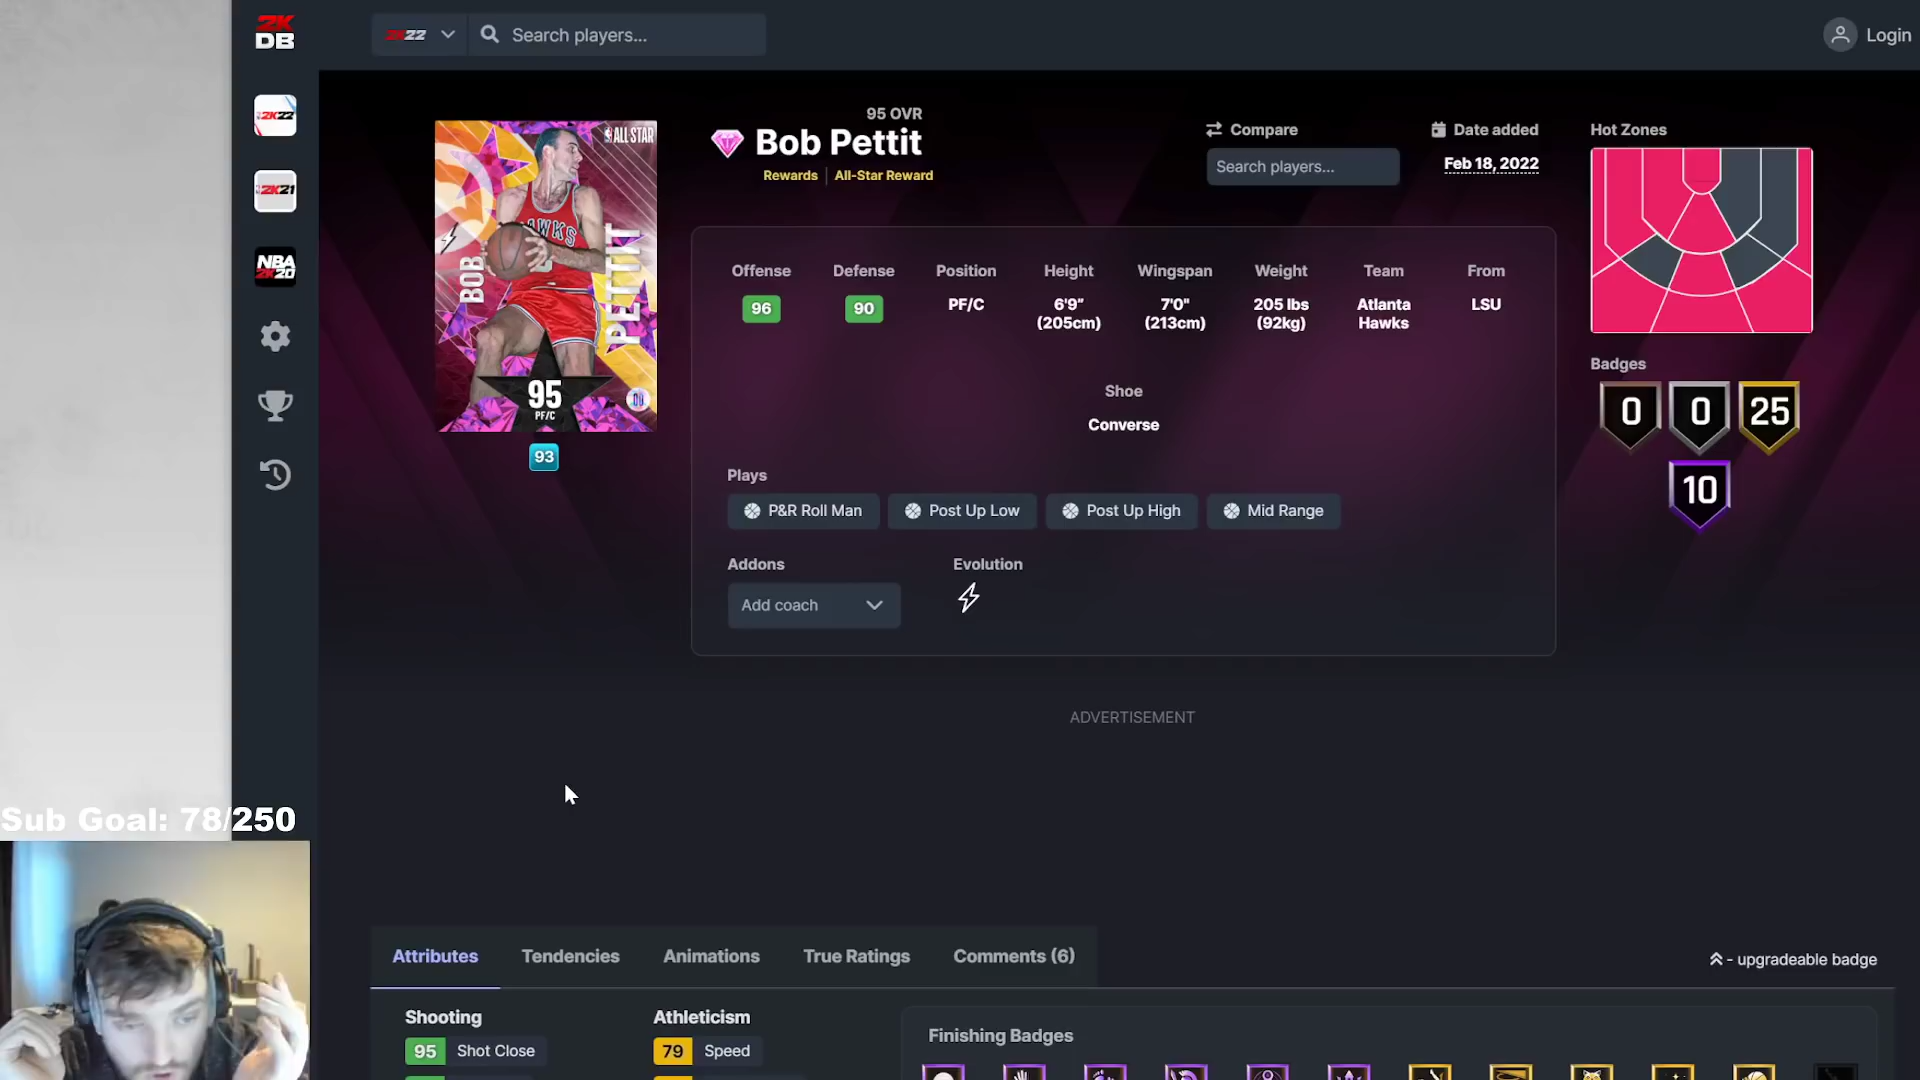 2K
DB
2K22
Search players...
Login
2K22
2K21
NBA
2K20
ALL STAR
HAWKS
BOB
PETTIT
95
PF/C
93
95 OVR
Bob Pettit
Rewards | All-Star Reward
Compare
Search players...
Date added
Feb 18, 2022
Hot Zones
Offense Defense Position Height Wingspan Weight Team From
96 90 PF/C 6'9" 7'0" 205 lbs Atlanta LSU
(205cm) (213cm) (92kg) Hawks
Shoe
Converse
Plays
P&R Roll Man Post Up Low Post Up High Mid Range
Addons Evolution
Add coach
Badges
0 0 25
10
ADVERTISEMENT
Sub Goal: 78/250
Attributes Tendencies Animations True Ratings Comments (6)
- upgradeable badge
Shooting Athleticism
95 Shot Close 79 Speed
Finishing Badges